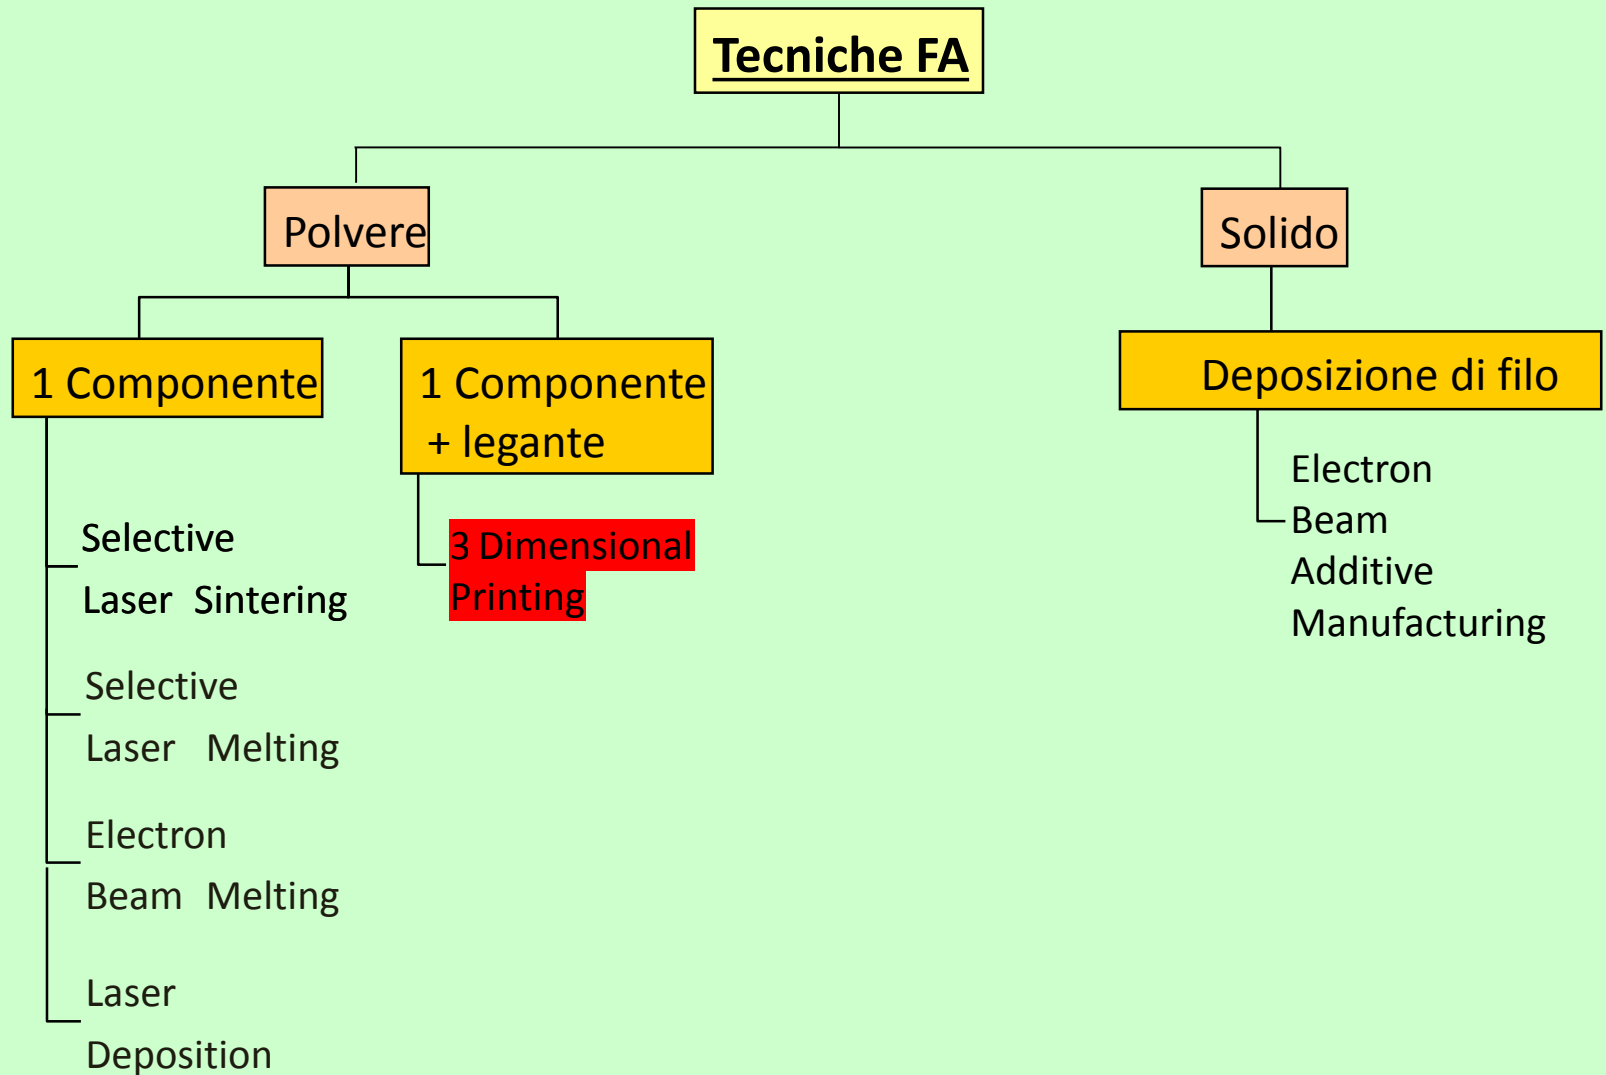 Tecniche FA
Polvere
Solido
1 Componente
1 Componente
+ legante
Deposizione di filo
Selective
Laser Sintering
Selective
Laser Melting
Electron
Beam Melting
Laser
Deposition
3 Dimensional
Printing
Electron
Beam
Additive
Manufacturing